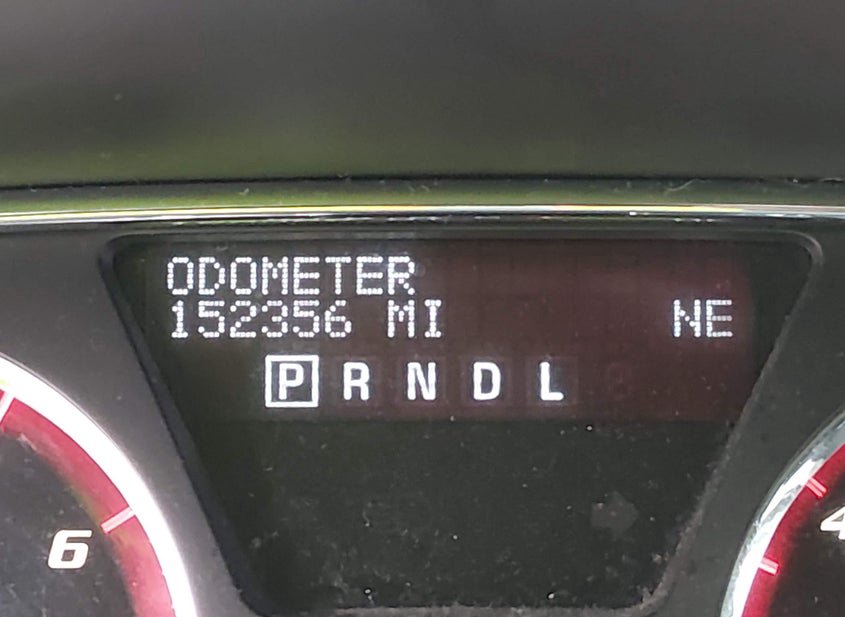 ODOMETER
152356 MI NE
P R N D L
6
4